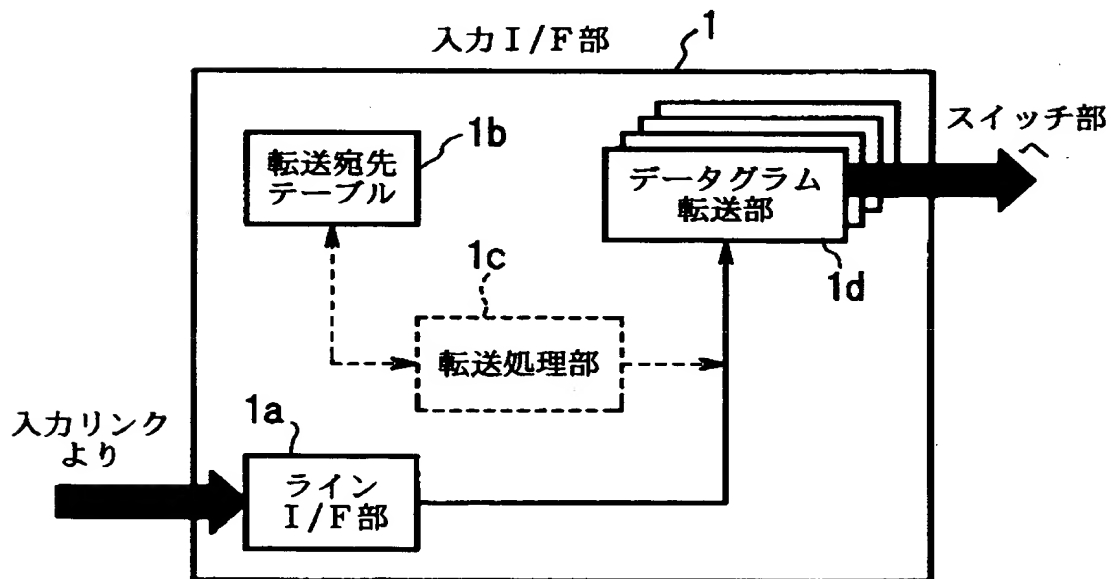 入力Ｉ/Ｆ部
1
スイッチ部
へ
転送宛先
テーブル
1b
データグラム
転送部
1d
1c
転送処理部
入力リンク
より
1a
ライン
Ｉ/Ｆ部